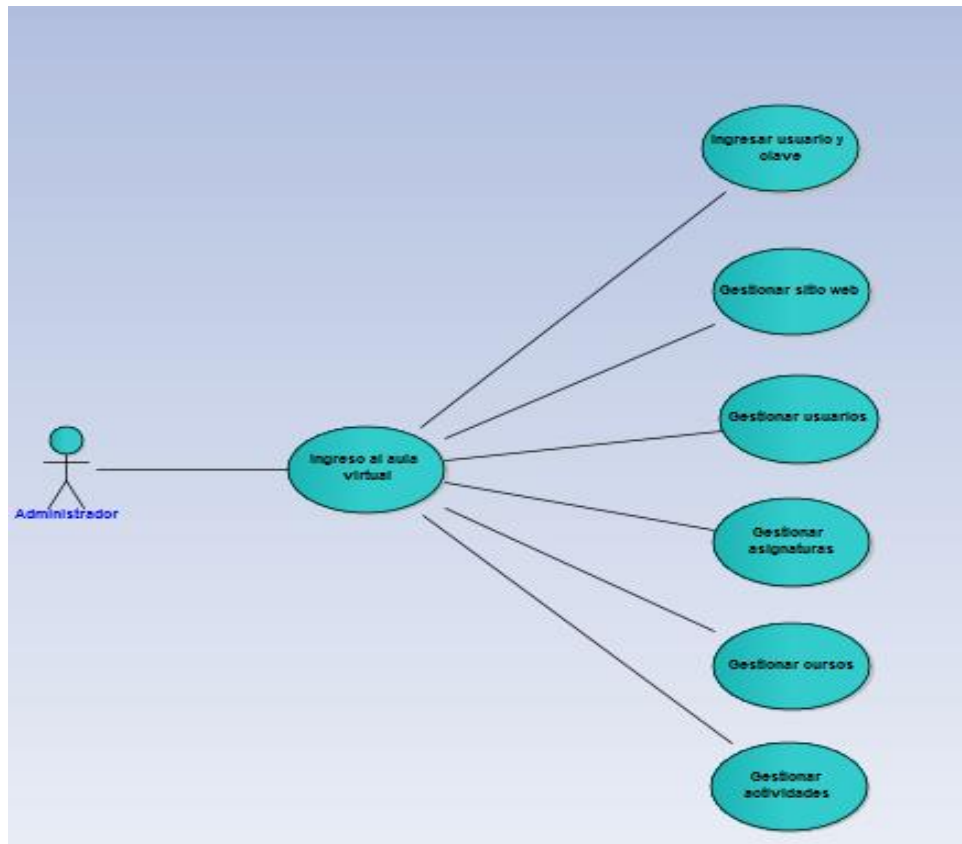 Ingresar usuario y
clave
Gestionar sitio web
Gestionar usuarios
Ingreso al aula
virtual
Administrador
Gestionar
asignaturas
Gestionar cursos
Gestionar
actividades